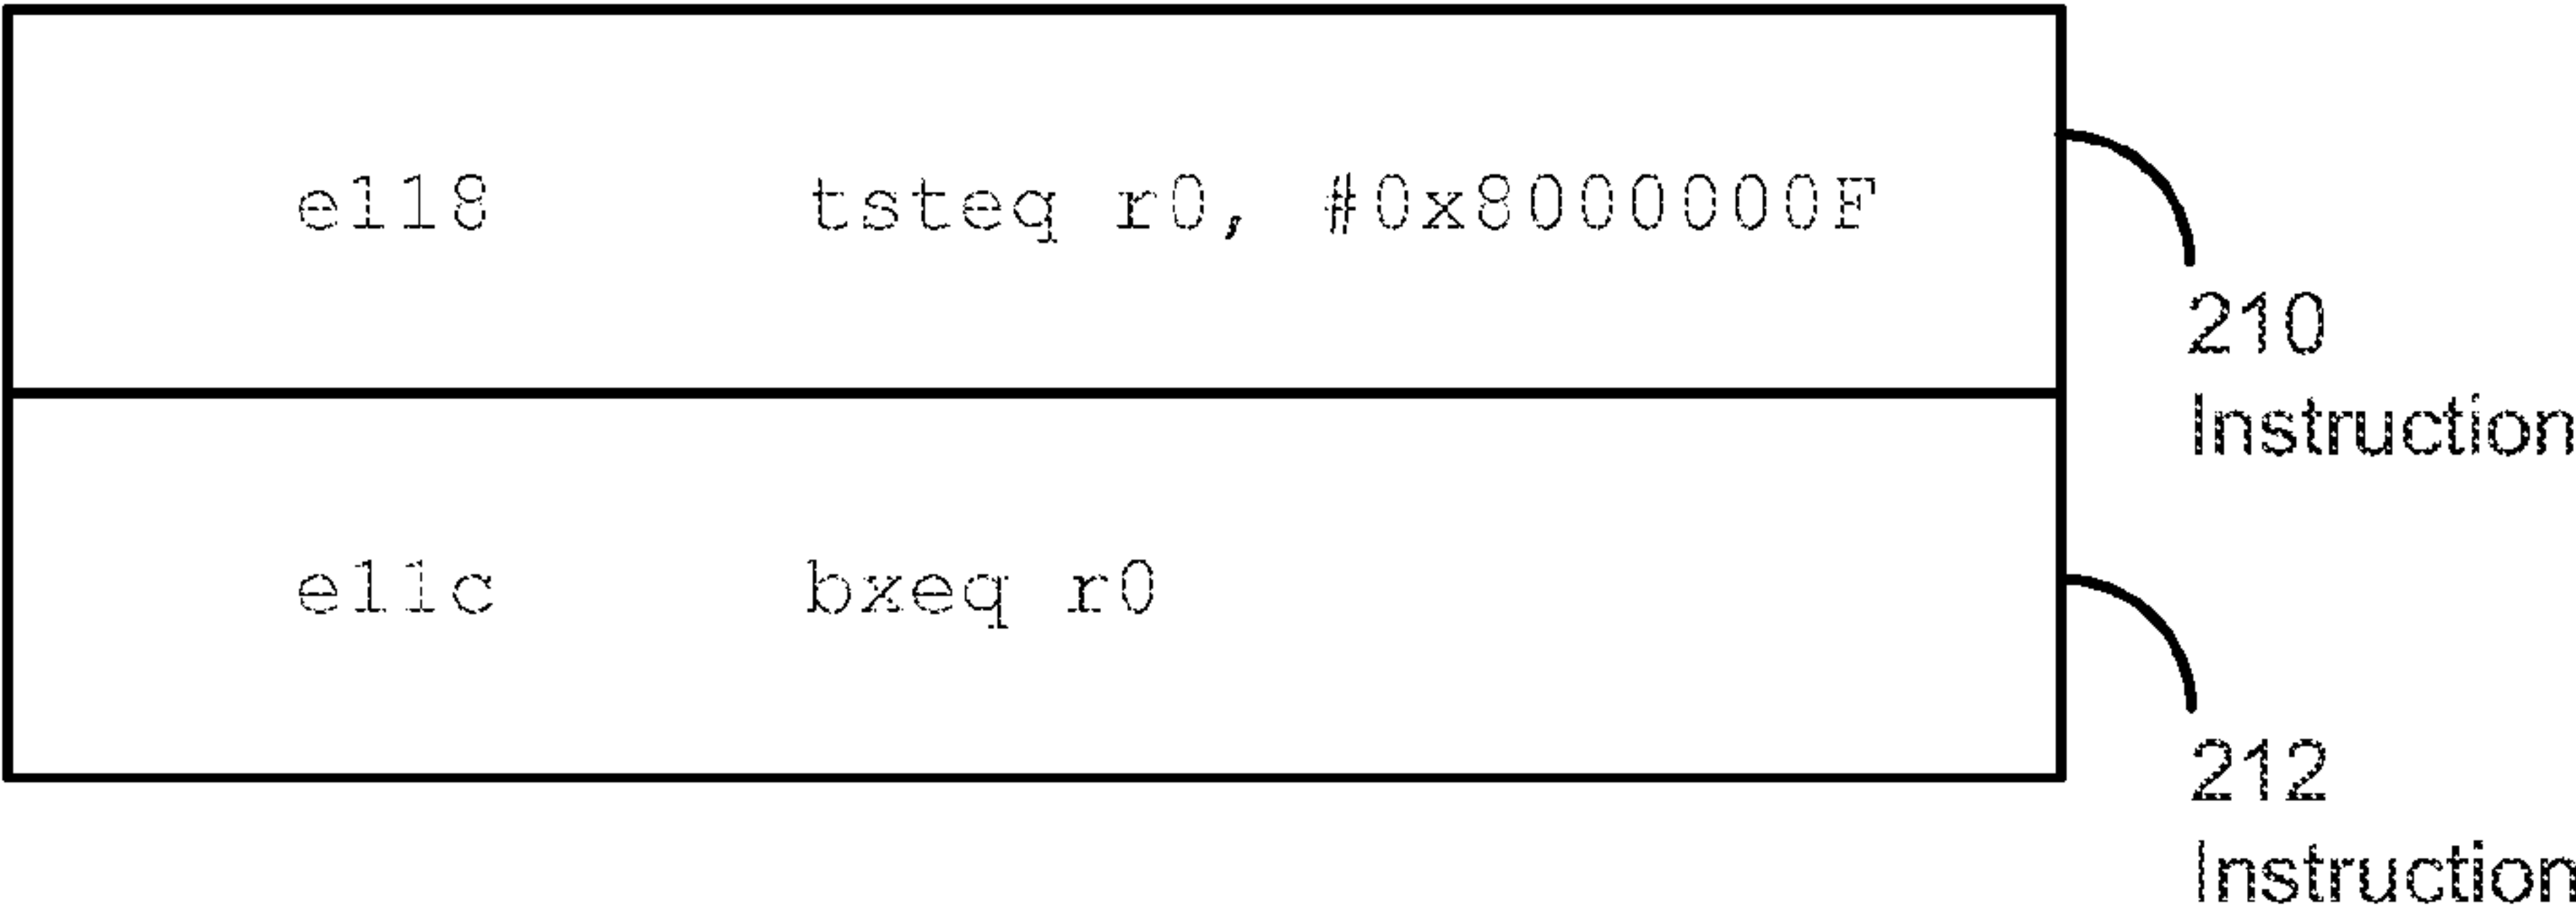 e118 tsteq r0, #0x8000000F
210
Instruction
e11c bxeq r0
212
Instruction